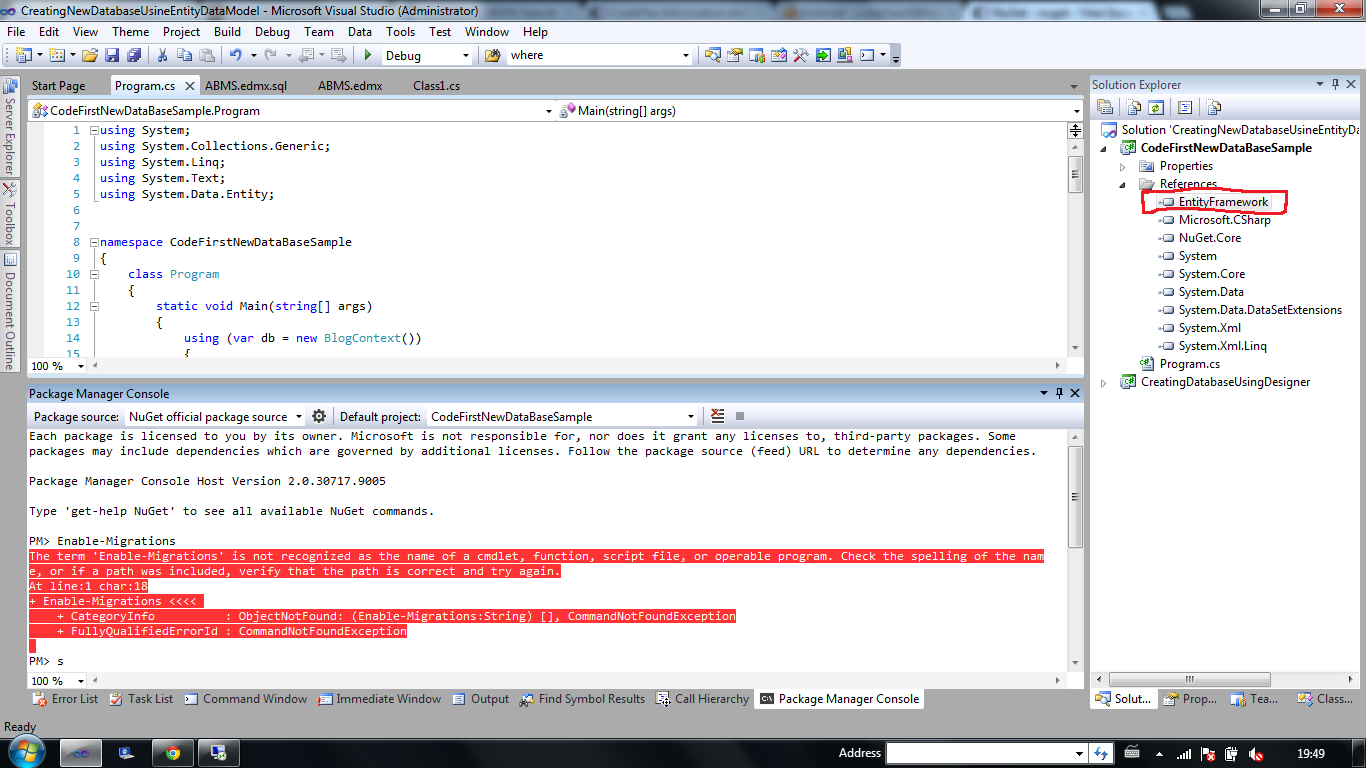 CreatingNewDatabaseUsineEntityDataModel - Microsoft Visual Studio (Administrator)
File Edit View Theme Project Build Debug Team Data Tools Test Window Help
Debug where
Start Page Program.cs ABMS.edmx.sql ABMS.edmx Class1.cs
CodeFirstNewDataBaseSample.Program Main(string[] args)
1 using System;
2 using System.Collections.Generic;
3 using System.Linq;
4 using System.Text;
5 using System.Data.Entity;
6
7
8 namespace CodeFirstNewDataBaseSample
9 {
10 class Program
11 {
12 static void Main(string[] args)
13 {
14 using (var db = new BlogContext())
15 {
100 %
Server Explorer
Toolbox
Document Outline
Package Manager Console
Package source: NuGet official package source Default project: CodeFirstNewDataBaseSample
Each package is licensed to you by its owner. Microsoft is not responsible for, nor does it grant any licenses to, third-party packages. Some
packages may include dependencies which are governed by additional licenses. Follow the package source (feed) URL to determine any dependencies.
Package Manager Console Host Version 2.0.30717.9005
Type 'get-help NuGet' to see all available NuGet commands.
PM> Enable-Migrations
The term 'Enable-Migrations' is not recognized as the name of a cmdlet, function, script file, or operable program. Check the spelling of the nam
e, or if a path was included, verify that the path is correct and try again.
At line:1 char:18
+ Enable-Migrations <<<<
+ CategoryInfo : ObjectNotFound: (Enable-Migrations:String) [], CommandNotFoundException
+ FullyQualifiedErrorId : CommandNotFoundException
PM> s
100 %
Error List Task List Command Window Immediate Window Output Find Symbol Results Call Hierarchy Package Manager Console
Solution Explorer
Solution 'CreatingNewDatabaseUsineEntityDa
CodeFirstNewDataBaseSample
Properties
References
EntityFramework
Microsoft.CSharp
NuGet.Core
System
System.Core
System.Data
System.Data.DataSetExtensions
System.Xml
System.Xml.Linq
Program.cs
CreatingDatabaseUsingDesigner
Solut... Prop... Tea... Class...
Ready
Address 19:49